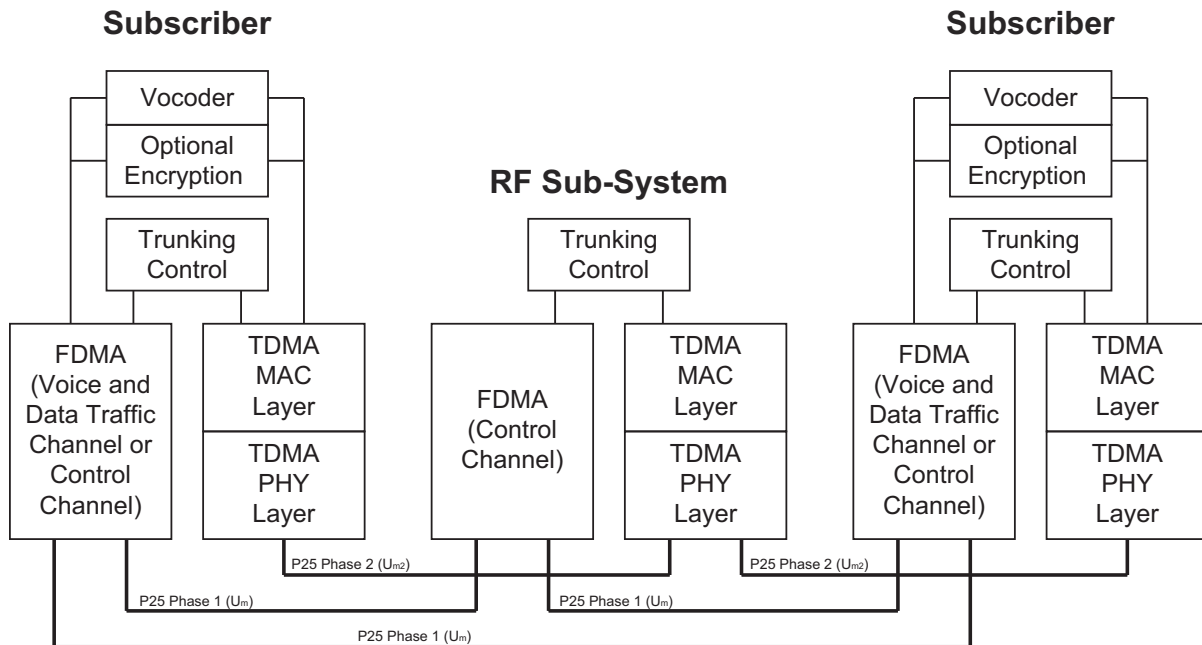 Subscriber
Vocoder
Optional
Encryption
Trunking
Control
FDMA
(Voice and
Data Traffic
Channel or
Control
Channel)
TDMA
MAC
Layer
TDMA
PHY
Layer
RF Sub-System
Trunking
Control
FDMA
(Control
Channel)
TDMA
MAC
Layer
TDMA
PHY
Layer
Subscriber
Vocoder
Optional
Encryption
Trunking
Control
FDMA
(Voice and
Data Traffic
Channel or
Control
Channel)
TDMA
MAC
Layer
TDMA
PHY
Layer
P25 Phase 2 (Um2)
P25 Phase 2 (Um2)
P25 Phase 1 (Um)
P25 Phase 1 (Um)
P25 Phase 1 (Um)